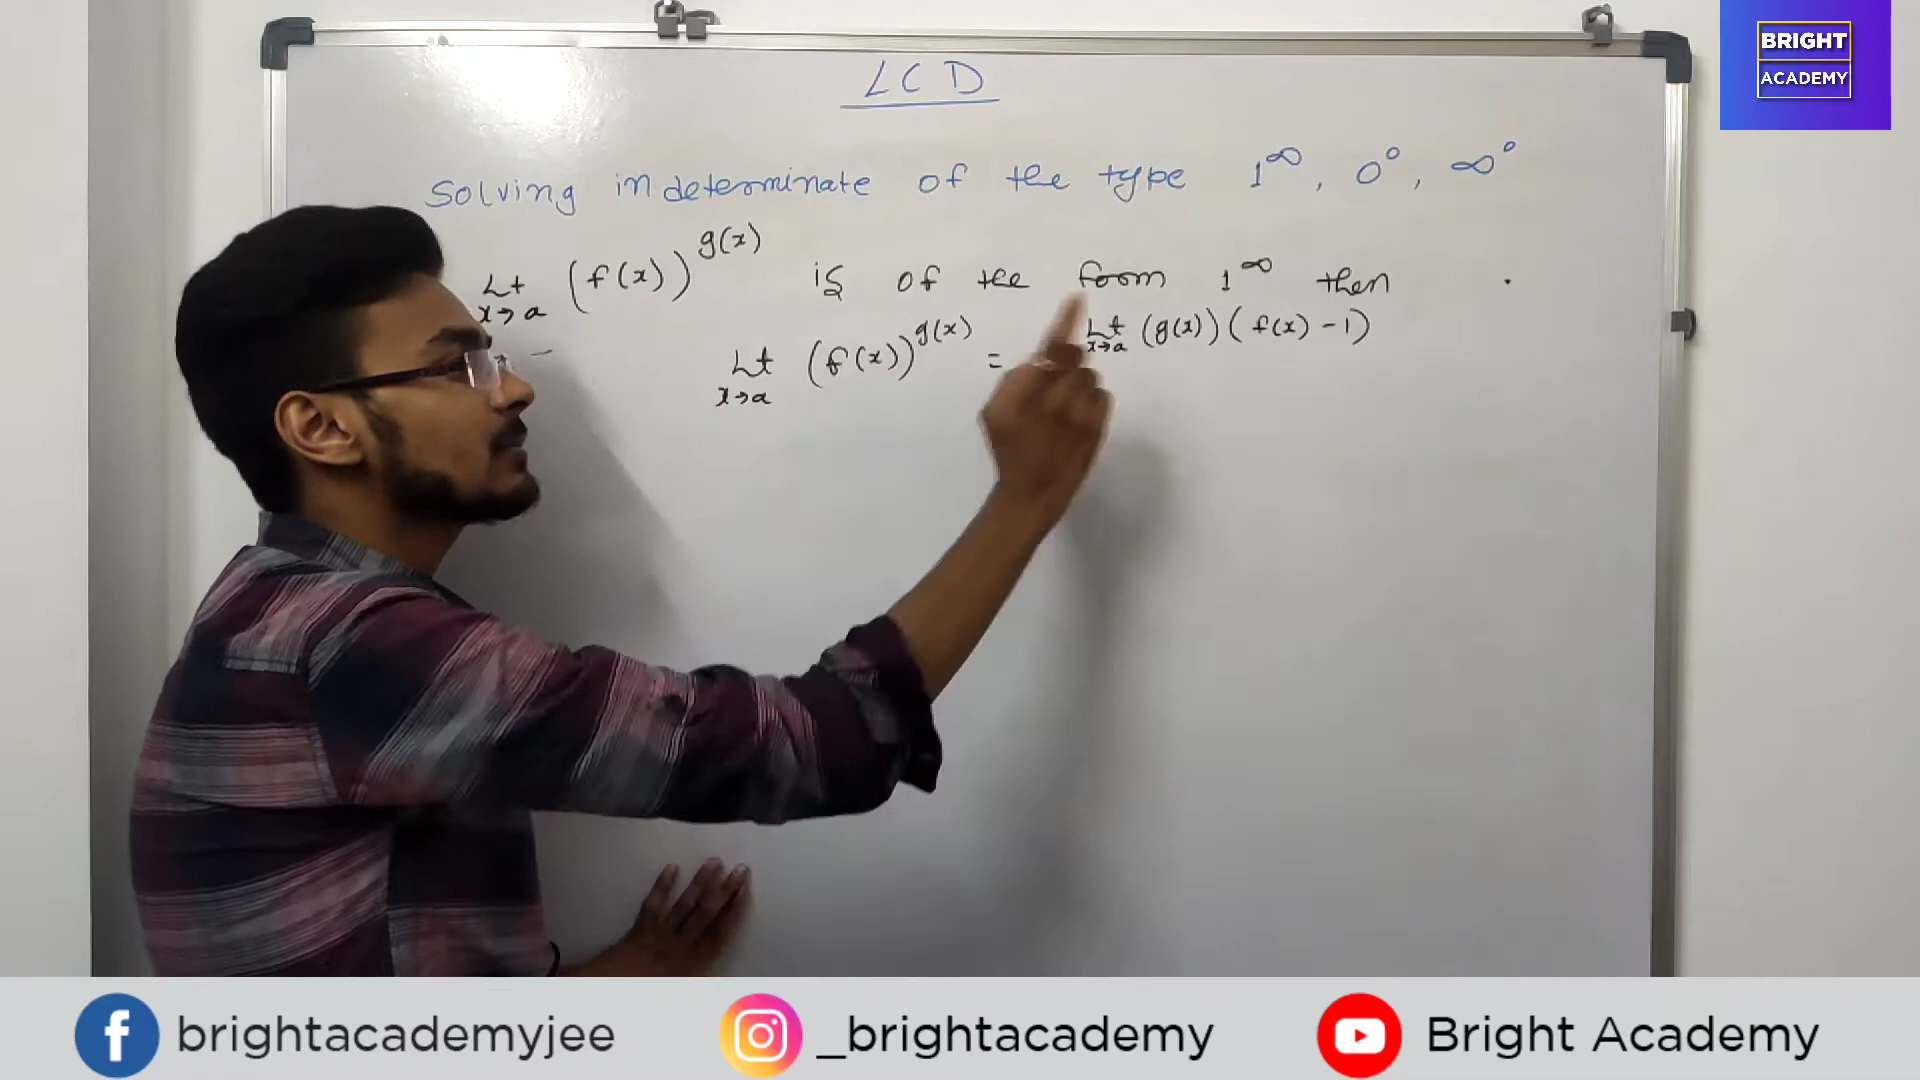 BRIGHT
ACADEMY
LCD
Solving indeterminate of the type 1^∞, 0^0, ∞^0
Lt x→a (f(x))^g(x) is of the form 1^∞ then
Lt x→a (f(x))^g(x) = Lt x→a (g(x))(f(x)-1)
brightacademyjee
_brightacademy
Bright Academy